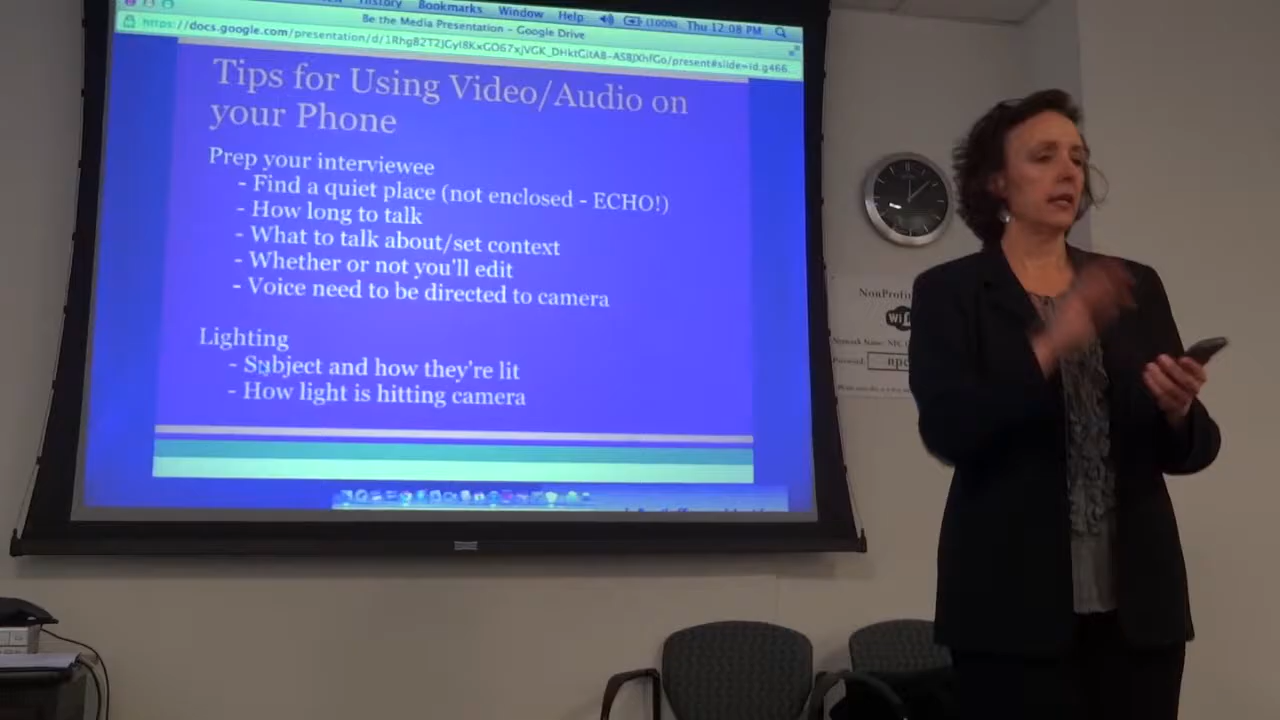 History Bookmarks Window Help (100%) Thu 12:08 PM
Be the Media Presentation - Google Drive
Tips for Using Video/Audio on
your Phone
Prep your interviewee
- Find a quiet place (not enclosed - ECHO!)
- How long to talk
- What to talk about/set context
- Whether or not you'll edit
- Voice need to be directed to camera
Lighting
- Subject and how they're lit
- How light is hitting camera